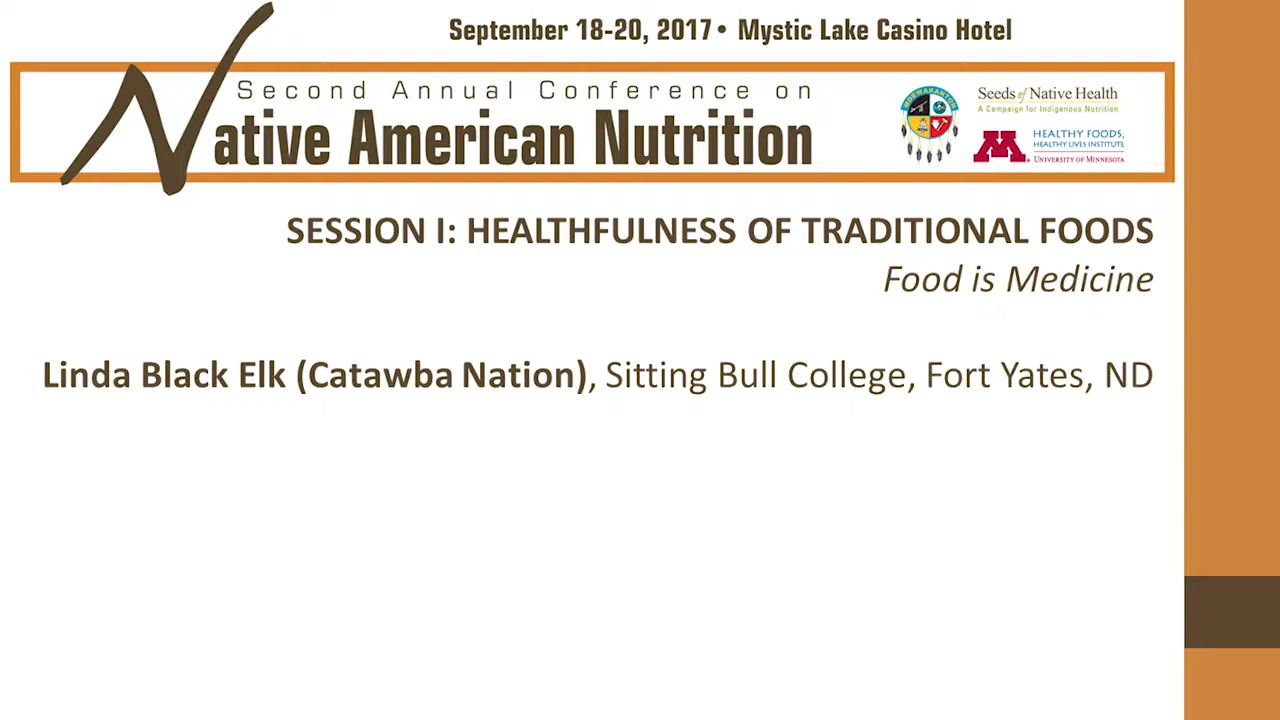 September 18-20, 2017 • Mystic Lake Casino Hotel
Second Annual Conference on
Native American Nutrition
MDEWAKANTON
Seeds of Native Health
A Campaign for Indigenous Nutrition
M
HEALTHY FOODS,
HEALTHY LIVES INSTITUTE
UNIVERSITY OF MINNESOTA
SESSION I: HEALTHFULNESS OF TRADITIONAL FOODS
Food is Medicine
Linda Black Elk (Catawba Nation), Sitting Bull College, Fort Yates, ND